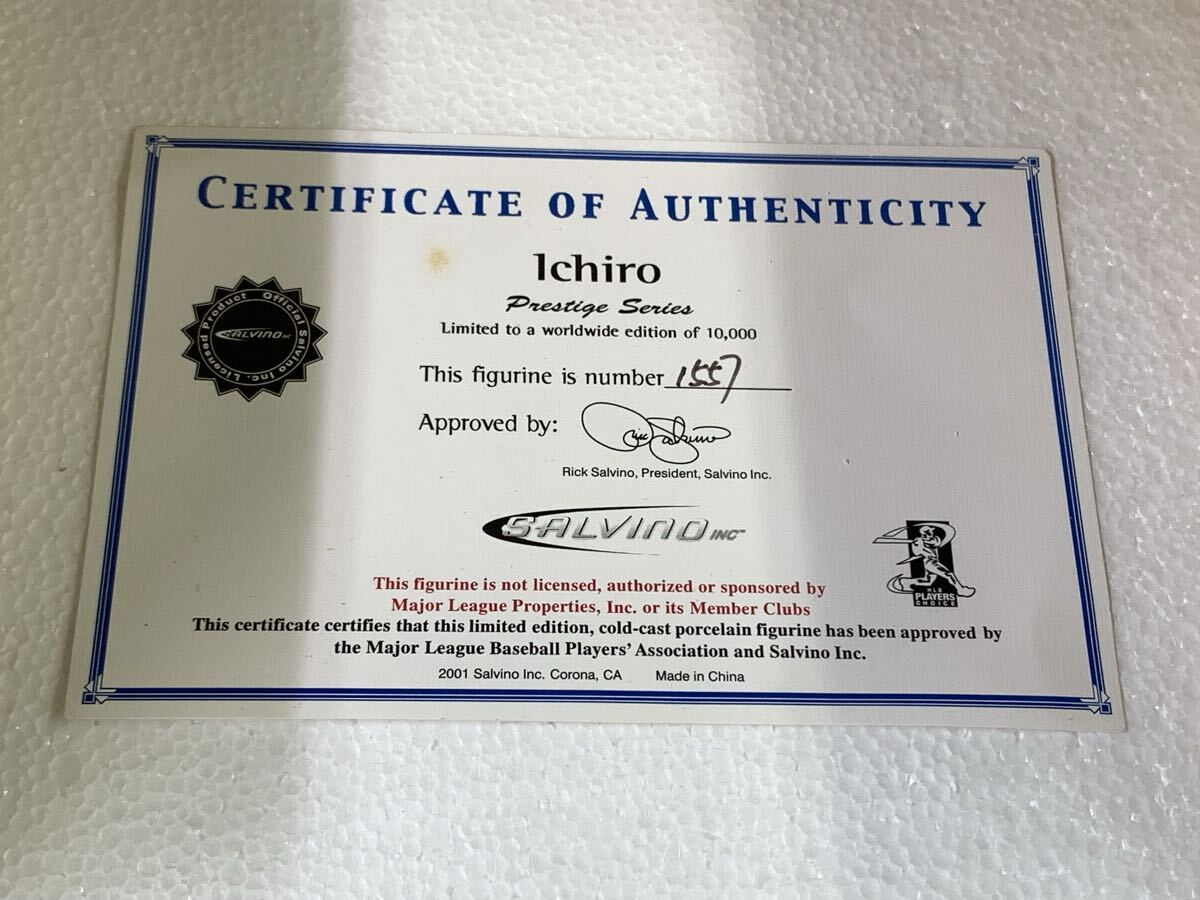 CERTIFICATE OF AUTHENTICITY
Ichiro
Prestige Series
Limited to a worldwide edition of 10,000
Official Salvino Inc. Licensed Product
SALVINO INC
This figurine is number 1557
Approved by: Rick Salvino
Rick Salvino, President, Salvino Inc.
SALVINO INC™
MLB
PLAYERS
CHOICE
This figurine is not licensed, authorized or sponsored by
Major League Properties, Inc. or its Member Clubs
This certificate certifies that this limited edition, cold-cast porcelain figurine has been approved by
the Major League Baseball Players' Association and Salvino Inc.
2001 Salvino Inc. Corona, CA Made in China